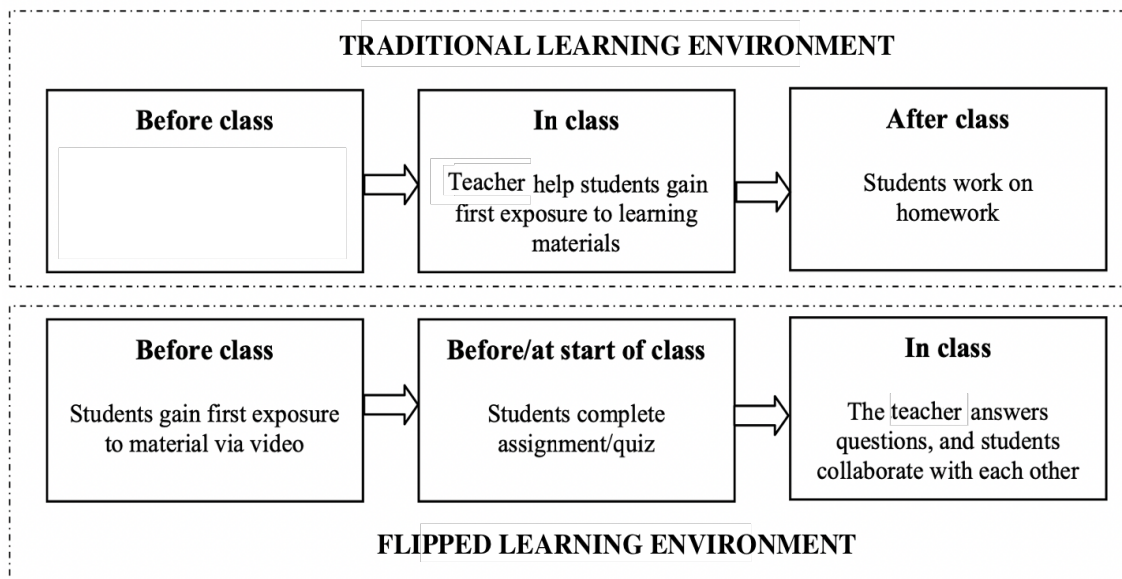 TRADITIONAL LEARNING ENVIRONMENT
Before class
In class
Teacher help students gain
first exposure to learning
materials
After class
Students work on
homework
Before class
Students gain first exposure
to material via video
Before/at start of class
Students complete
assignment/quiz
In class
The teacher answers
questions, and students
collaborate with each other
FLIPPED LEARNING ENVIRONMENT